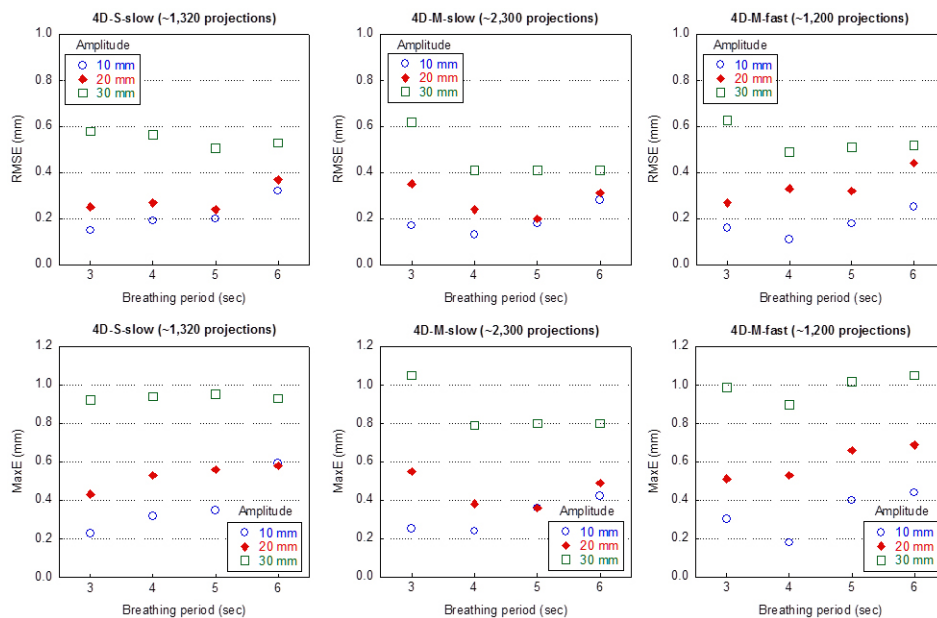 4D-S-slow (~1,320 projections)
1.0
0.8
0.6
0.4
0.2
0.0
RMSE (mm)
Amplitude
10 mm
20 mm
30 mm
3 4 5 6
Breathing period (sec)
4D-M-slow (~2,300 projections)
1.0
0.8
0.6
0.4
0.2
0.0
RMSE (mm)
Amplitude
10 mm
20 mm
30 mm
3 4 5 6
Breathing period (sec)
4D-M-fast (~1,200 projections)
1.0
0.8
0.6
0.4
0.2
0.0
RMSE (mm)
Amplitude
10 mm
20 mm
30 mm
3 4 5 6
Breathing period (sec)
4D-S-slow (~1,320 projections)
1.2
1.0
0.8
0.6
0.4
0.2
0.0
MaxE (mm)
Amplitude
10 mm
20 mm
30 mm
3 4 5 6
Breathing period (sec)
4D-M-slow (~2,300 projections)
1.2
1.0
0.8
0.6
0.4
0.2
0.0
MaxE (mm)
Amplitude
10 mm
20 mm
30 mm
3 4 5 6
Breathing period (sec)
4D-M-fast (~1,200 projections)
1.2
1.0
0.8
0.6
0.4
0.2
0.0
MaxE (mm)
Amplitude
10 mm
20 mm
30 mm
3 4 5 6
Breathing period (sec)